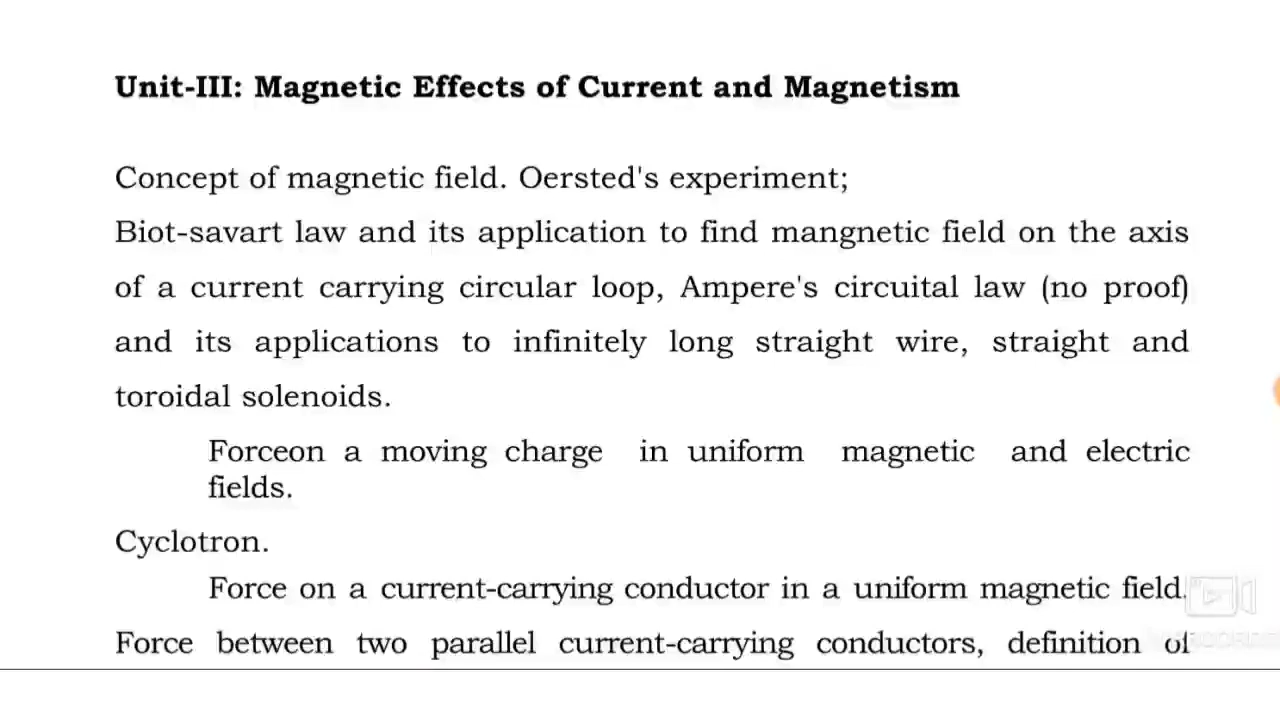 Unit-III: Magnetic Effects of Current and Magnetism
Concept of magnetic field. Oersted's experiment;
Biot-savart law and its application to find mangnetic field on the axis
of a current carrying circular loop, Ampere's circuital law (no proof)
and its applications to infinitely long straight wire, straight and
toroidal solenoids.
Forceon a moving charge in uniform magnetic and electric
fields.
Cyclotron.
Force on a current-carrying conductor in a uniform magnetic field.
Force between two parallel current-carrying conductors, definition of